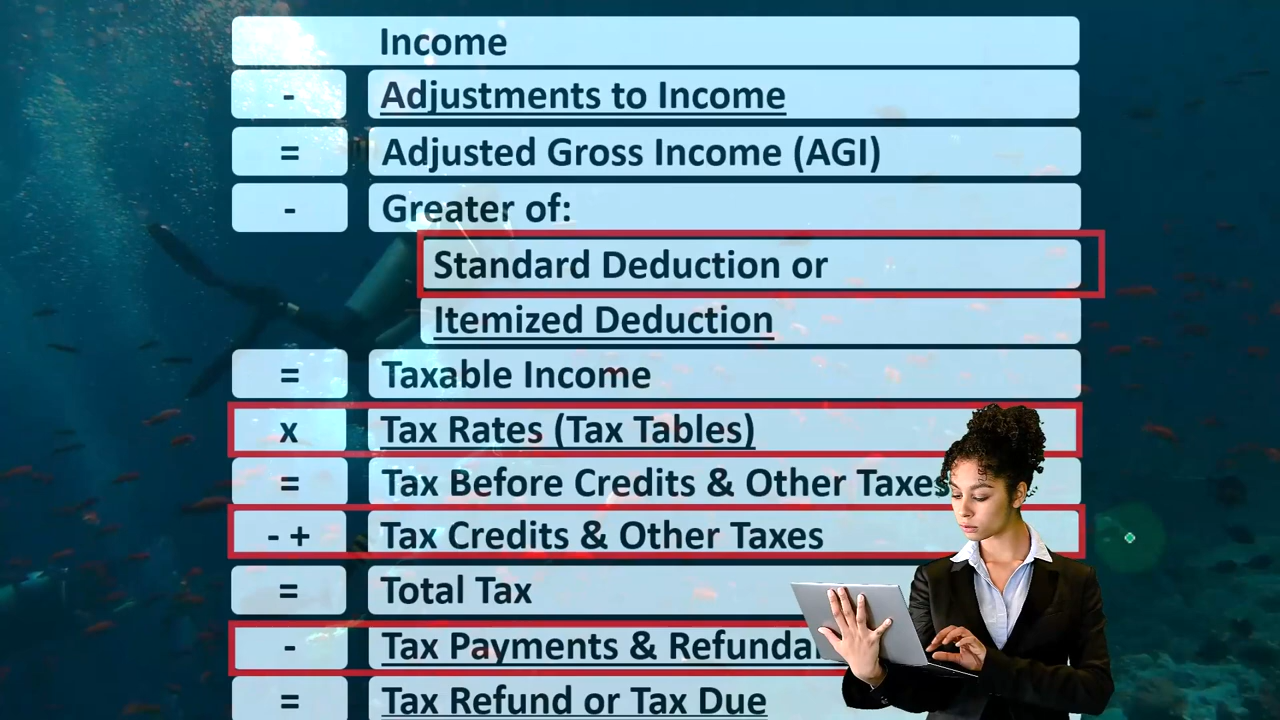 Income
- Adjustments to Income
= Adjusted Gross Income (AGI)
- Greater of:
Standard Deduction or
Itemized Deduction
= Taxable Income
x Tax Rates (Tax Tables)
= Tax Before Credits & Other Taxes
- + Tax Credits & Other Taxes
= Total Tax
- Tax Payments &
= Tax Refund or Tax Due